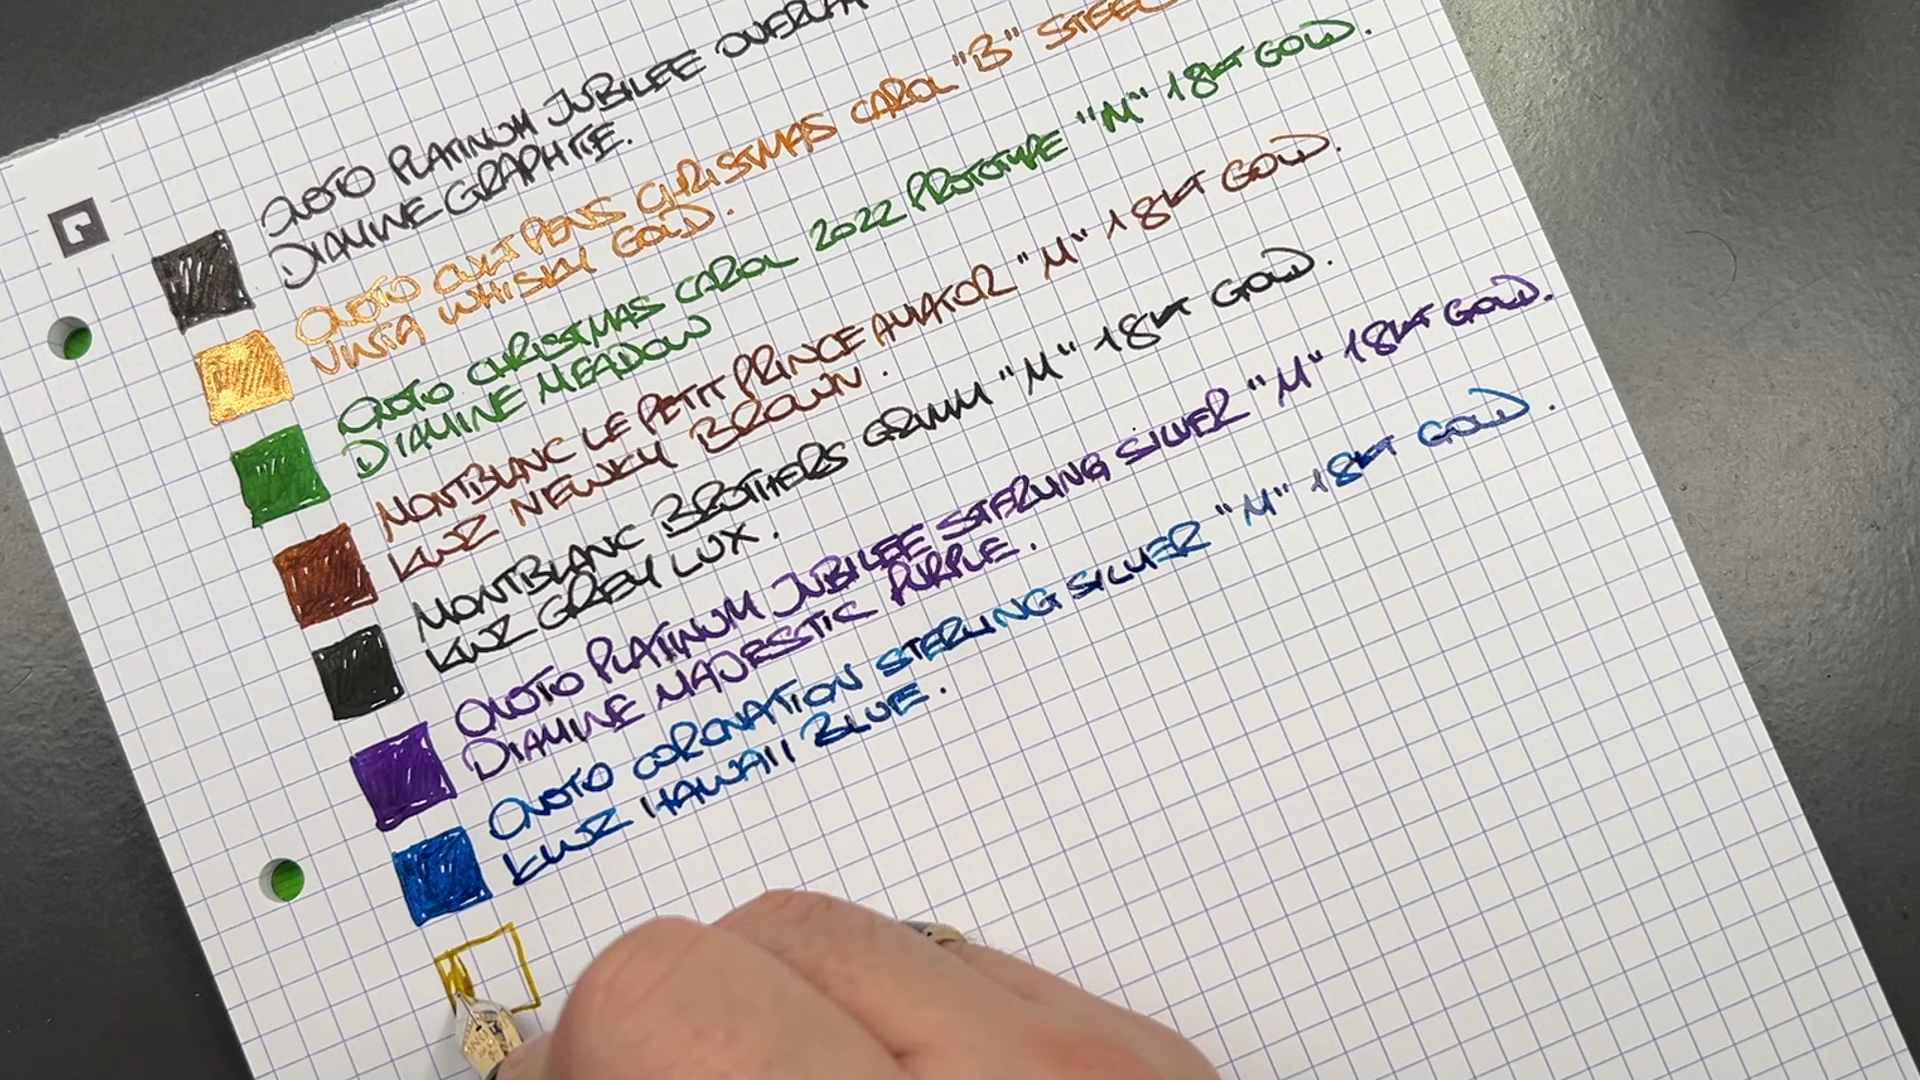 ONOTO PLATINUM JUBILEE OVERLAY
DIAMINE GRAPHITE.
ONOTO CULT PENS CHRISTMAS CAROL "B" STEEL
VINTA WHISKY GOLD.
ONOTO CHRISTMAS CAROL 2022 PROTOTYPE "M" 18KT GOLD.
DIAMINE MEADOW
MONTBLANC LE PETIT PRINCE AVIATOR "M" 18KT GOLD.
KWZ NEWKY BROWN.
MONTBLANC BROTHERS GRIMM "M" 18KT GOLD.
KWZ GREY LUX.
ONOTO PLATINUM JUBILEE STERLING SILVER "M" 18KT GOLD.
DIAMINE MAJESSTIC PURPLE.
ONOTO CORONATION STERLING SILVER "M" 18KT GOLD.
KWZ HAWAII BLUE.